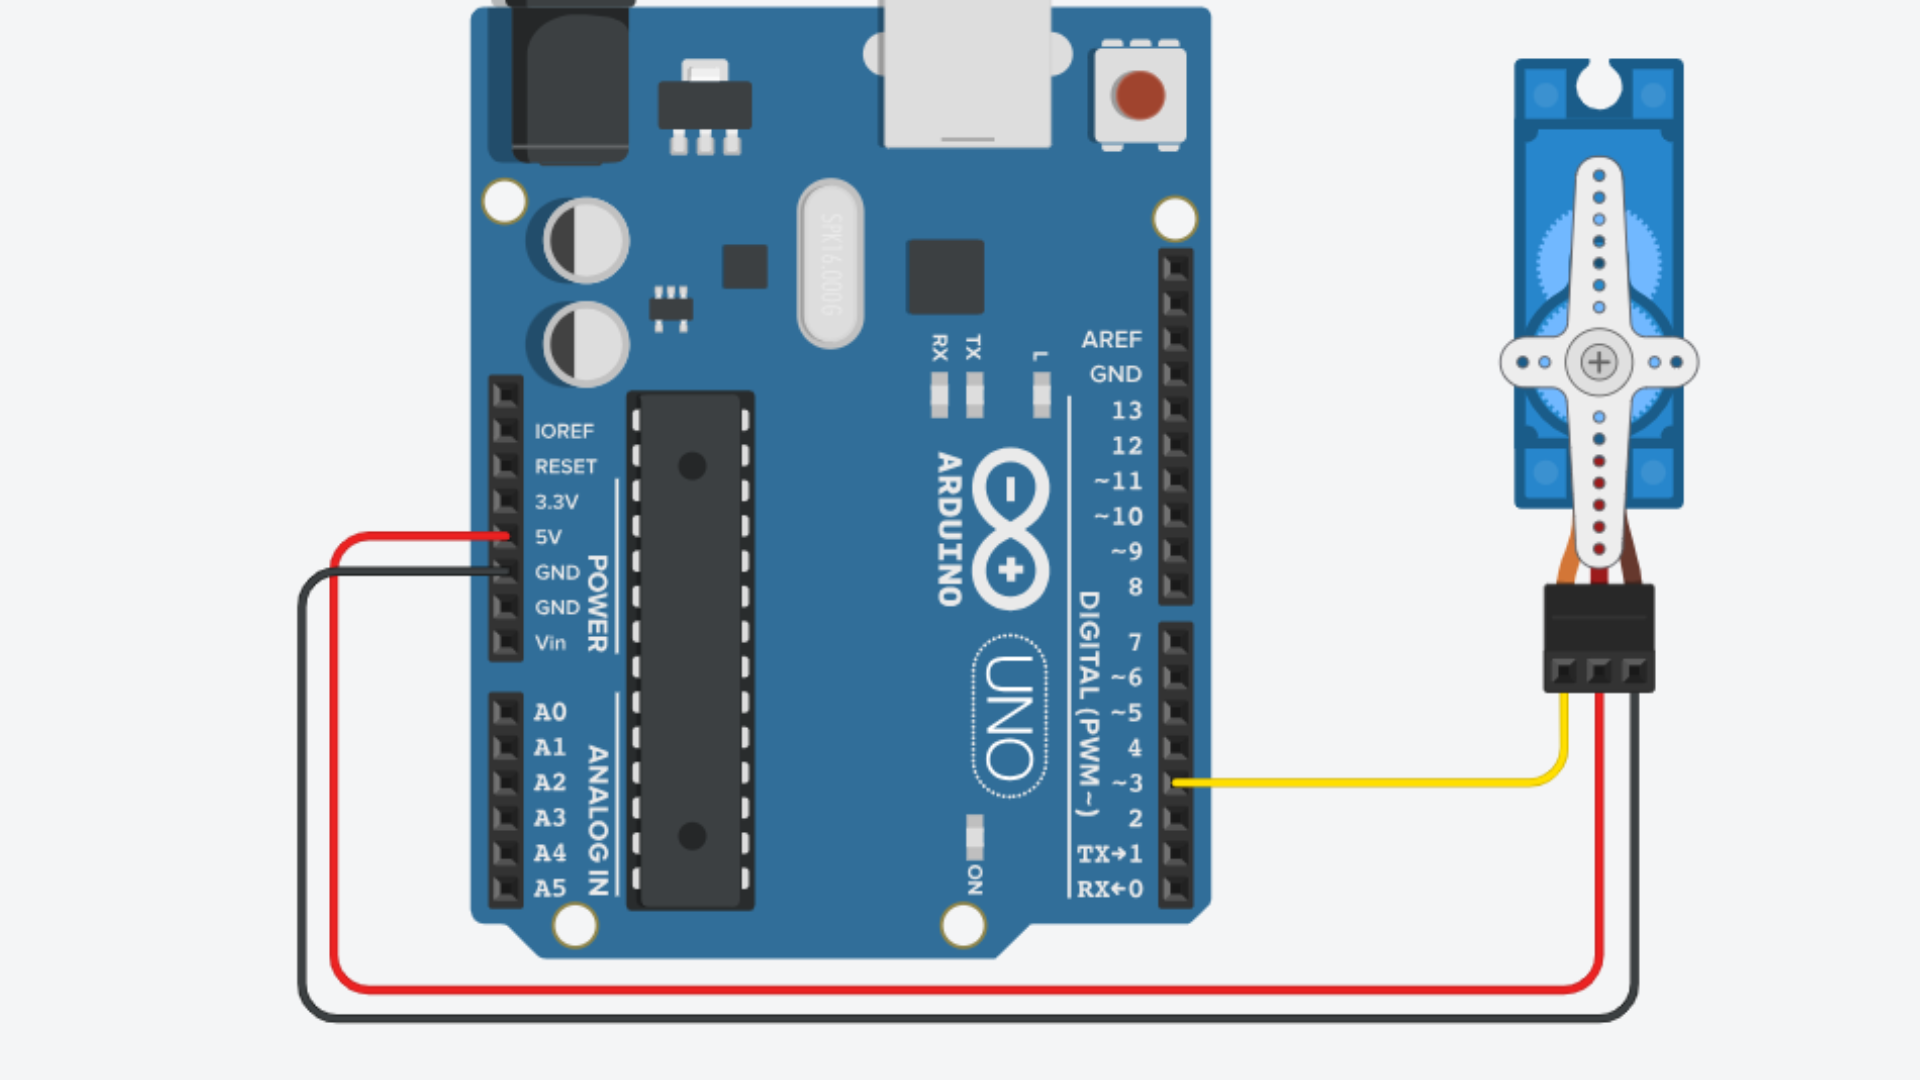 SPK16.000G
RX
TX
L
AREF
GND
13
12
~11
~10
~9
8
IOREF
RESET
3.3V
5V
GND
GND
Vin
POWER
ARDUINO
UNO
DIGITAL (PWM~)
7
~6
~5
4
~3
2
TX→1
RX←0
A0
A1
A2
A3
A4
A5
ANALOG IN
ON